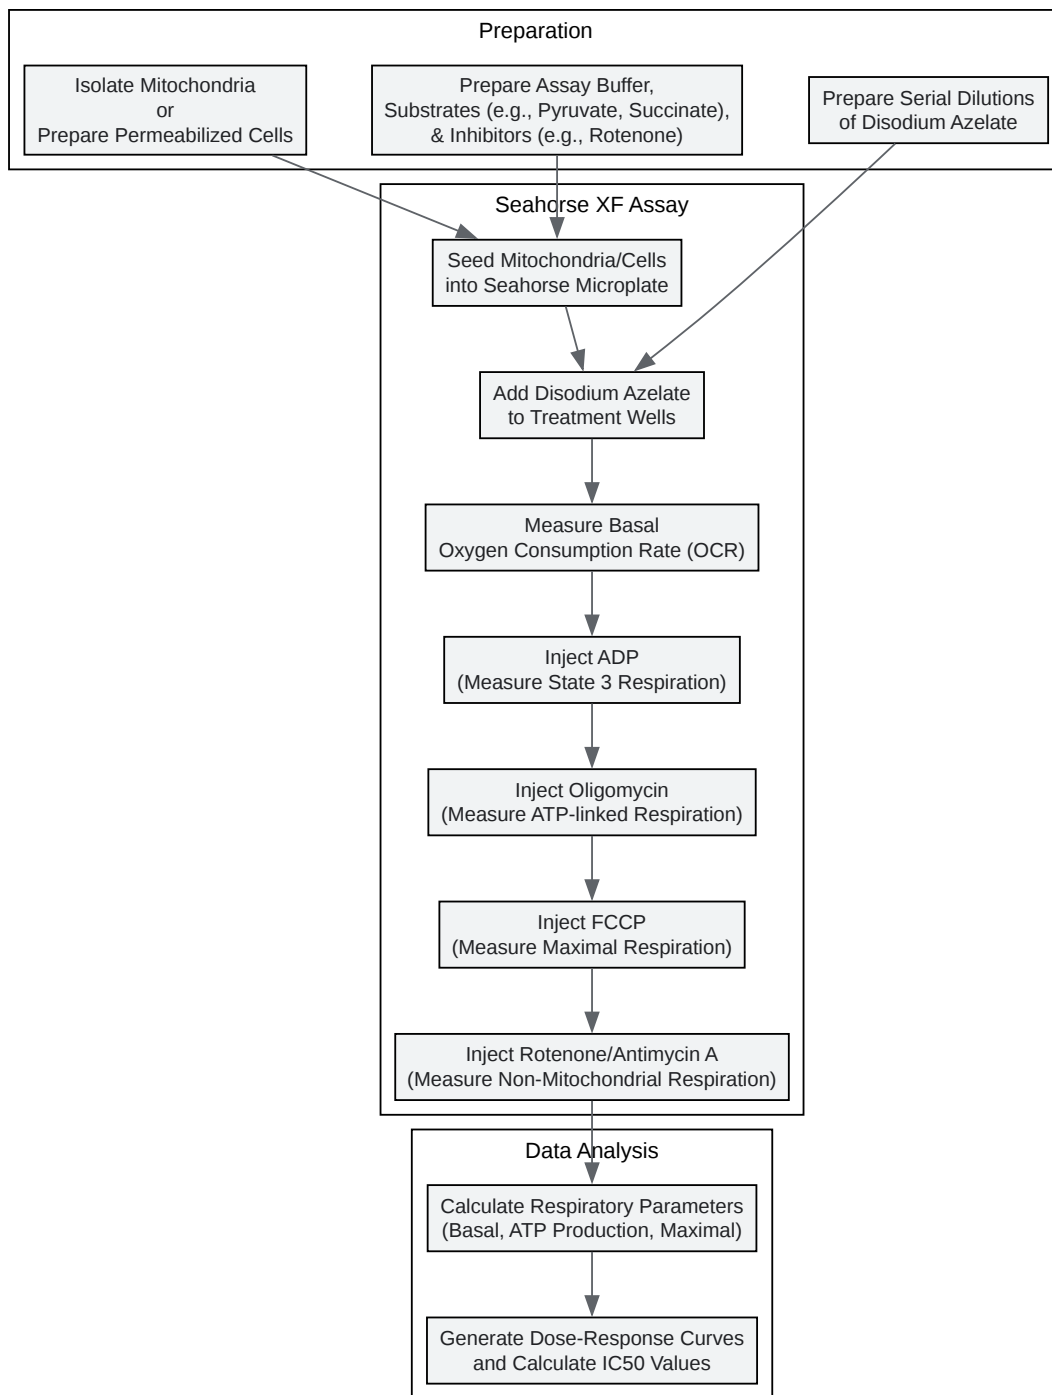 Preparation
Isolate Mitochondria
or
Prepare Permeabilized Cells
Prepare Assay Buffer,
Substrates (e.g., Pyruvate, Succinate),
& Inhibitors (e.g., Rotenone)
Prepare Serial Dilutions
of Disodium Azelate
Seahorse XF Assay
Seed Mitochondria/Cells
into Seahorse Microplate
Add Disodium Azelate
to Treatment Wells
Measure Basal
Oxygen Consumption Rate (OCR)
Inject ADP
(Measure State 3 Respiration)
Inject Oligomycin
(Measure ATP-linked Respiration)
Inject FCCP
(Measure Maximal Respiration)
Inject Rotenone/Antimycin A
(Measure Non-Mitochondrial Respiration)
Data Analysis
Calculate Respiratory Parameters
(Basal, ATP Production, Maximal)
Generate Dose-Response Curves
and Calculate IC50 Values